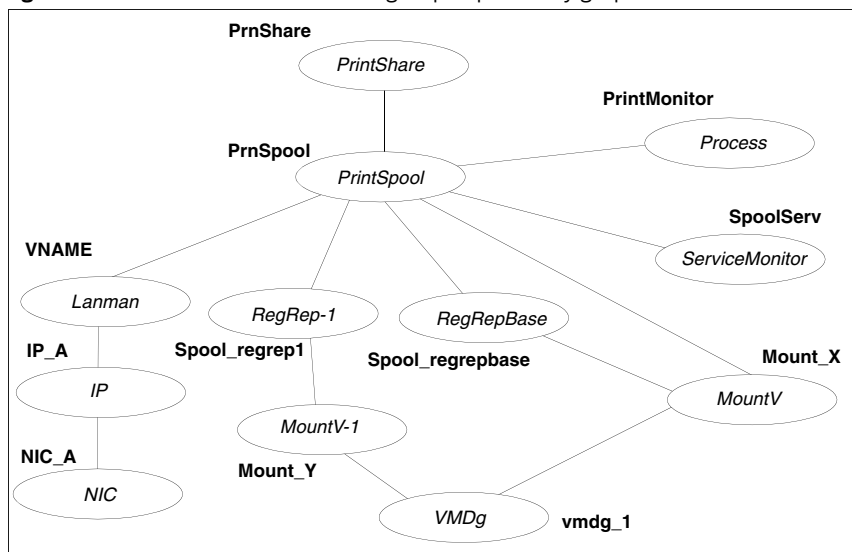 PrnShare
PrintShare
PrintMonitor
Process
PrnSpool
PrintSpool
SpoolServ
ServiceMonitor
VNAME
Lanman
RegRep-1
RegRepBase
IP_A
Spool_regrep1
Spool_regrepbase
Mount_X
IP
MountV
MountV-1
NIC_A
Mount_Y
NIC
VMDg
vmdg_1